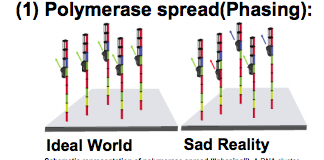 (1) Polymerase spread(Phasing):
Ideal World
Sad Reality